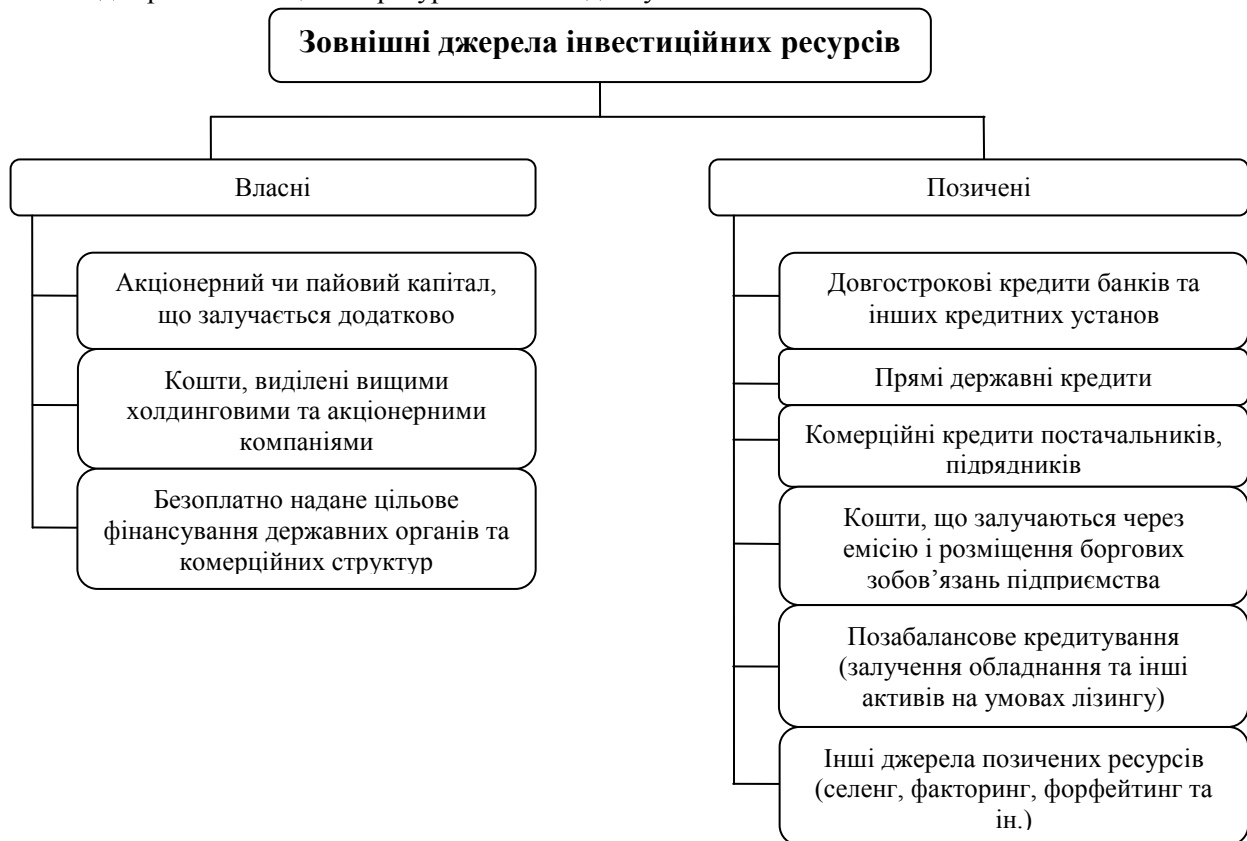 Зовнішні джерела інвестиційних ресурсів
Власні
Акціонерний чи пайовий капітал,
що залучається додатково
Кошти, виділені вищими
холдинговими та акціонерними
компаніями
Безоплатно надане цільове
фінансування державних органів та
комерційних структур
Позичені
Довгострокові кредити банків та
інших кредитних установ
Прямі державні кредити
Комерційні кредити постачальників,
підрядників
Кошти, що залучаються через
емісію і розміщення боргових
зобов’язань підприємства
Позабалансове кредитування
(залучення обладнання та інші
активів на умовах лізингу)
Інші джерела позичених ресурсів
(селенг, факторинг, форфейтинг та
ін.)